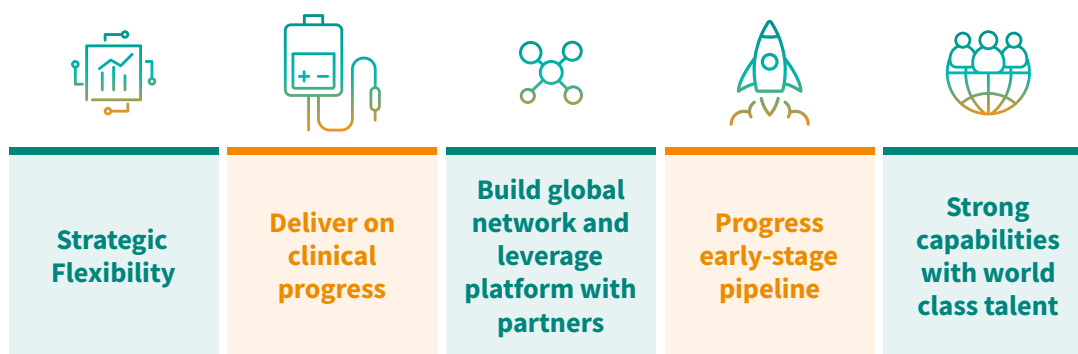 Strategic
Flexibility
Deliver on
clinical
progress
Build global
network and
leverage
platform with
partners
Progress
early-stage
pipeline
Strong
capabilities
with world
class talent